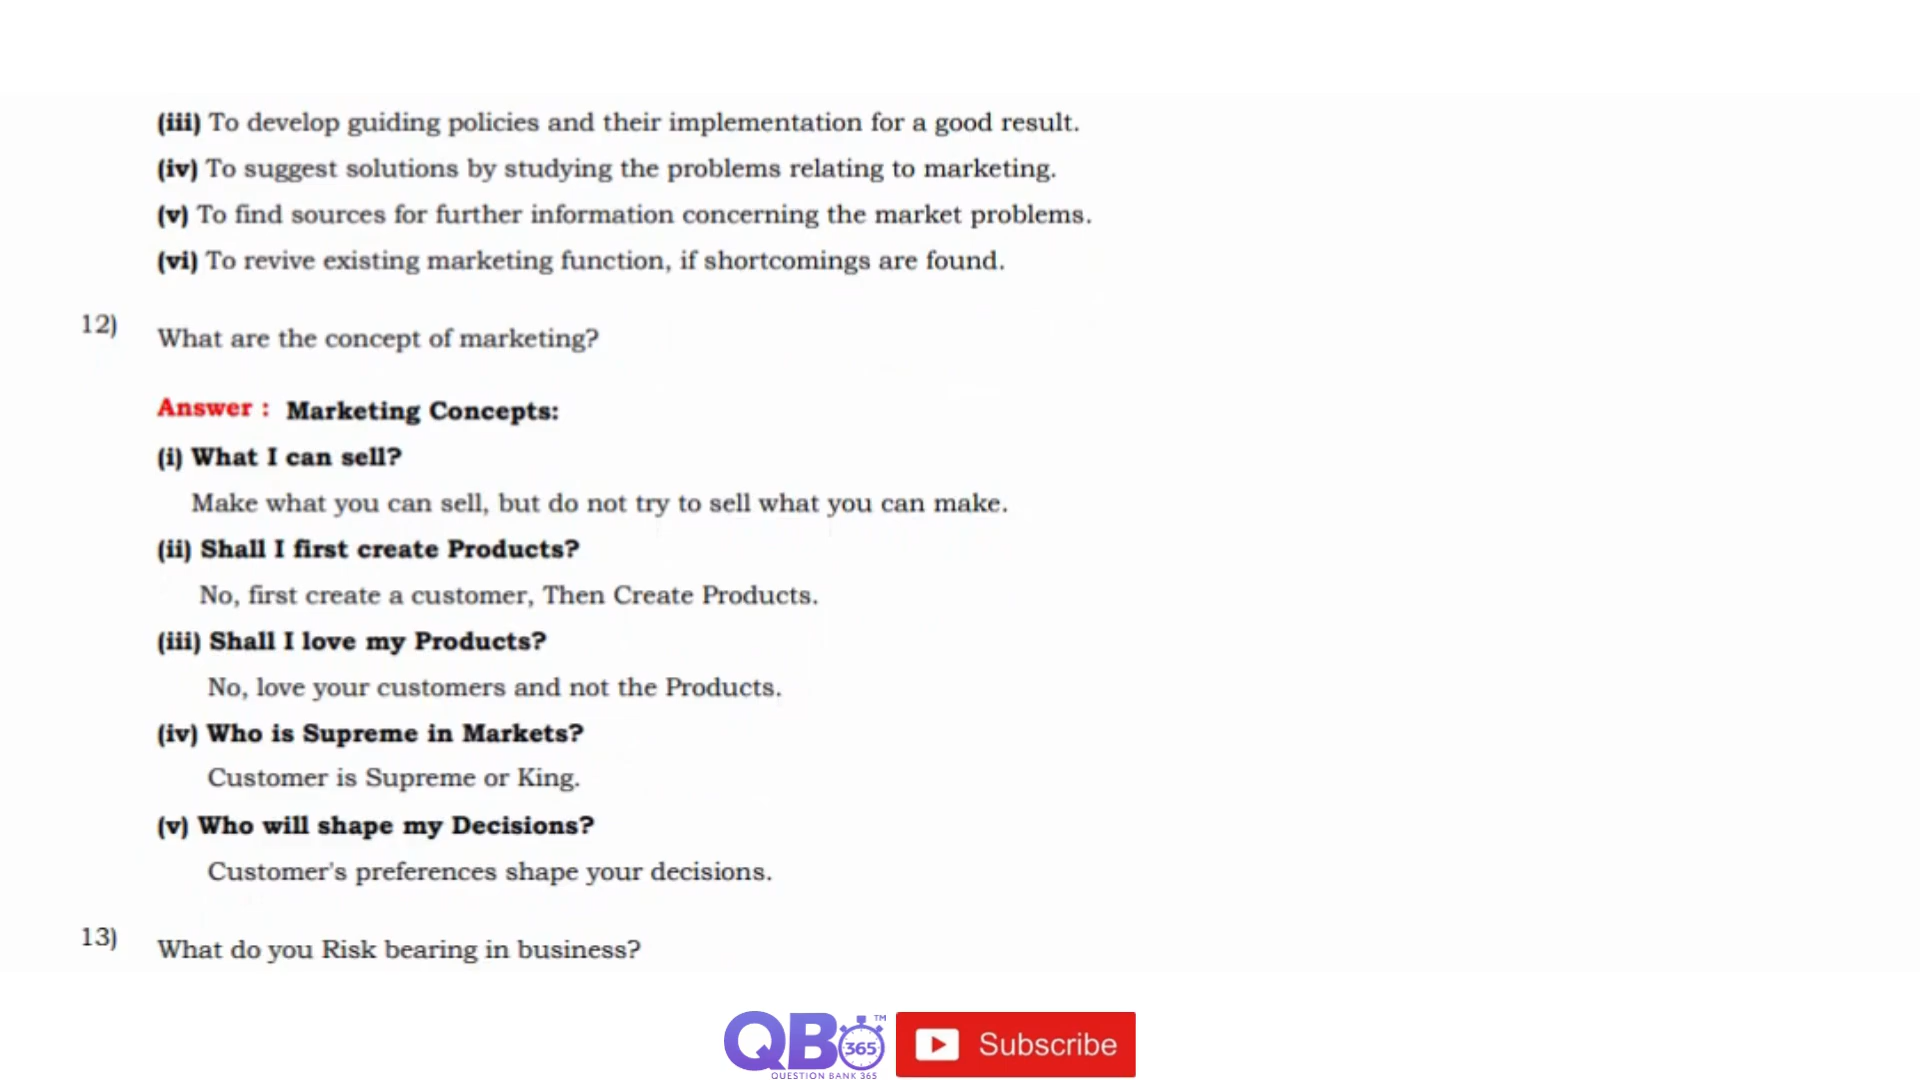 (iii) To develop guiding policies and their implementation for a good result.
(iv) To suggest solutions by studying the problems relating to marketing.
(v) To find sources for further information concerning the market problems.
(vi) To revive existing marketing function, if shortcomings are found.
12) What are the concept of marketing?
Answer : Marketing Concepts:
(i) What I can sell?
Make what you can sell, but do not try to sell what you can make.
(ii) Shall I first create Products?
No, first create a customer, Then Create Products.
(iii) Shall I love my Products?
No, love your customers and not the Products.
(iv) Who is Supreme in Markets?
Customer is Supreme or King.
(v) Who will shape my Decisions?
Customer's preferences shape your decisions.
13) What do you Risk bearing in business?
QB 365 ™
QUESTION BANK 365
Subscribe